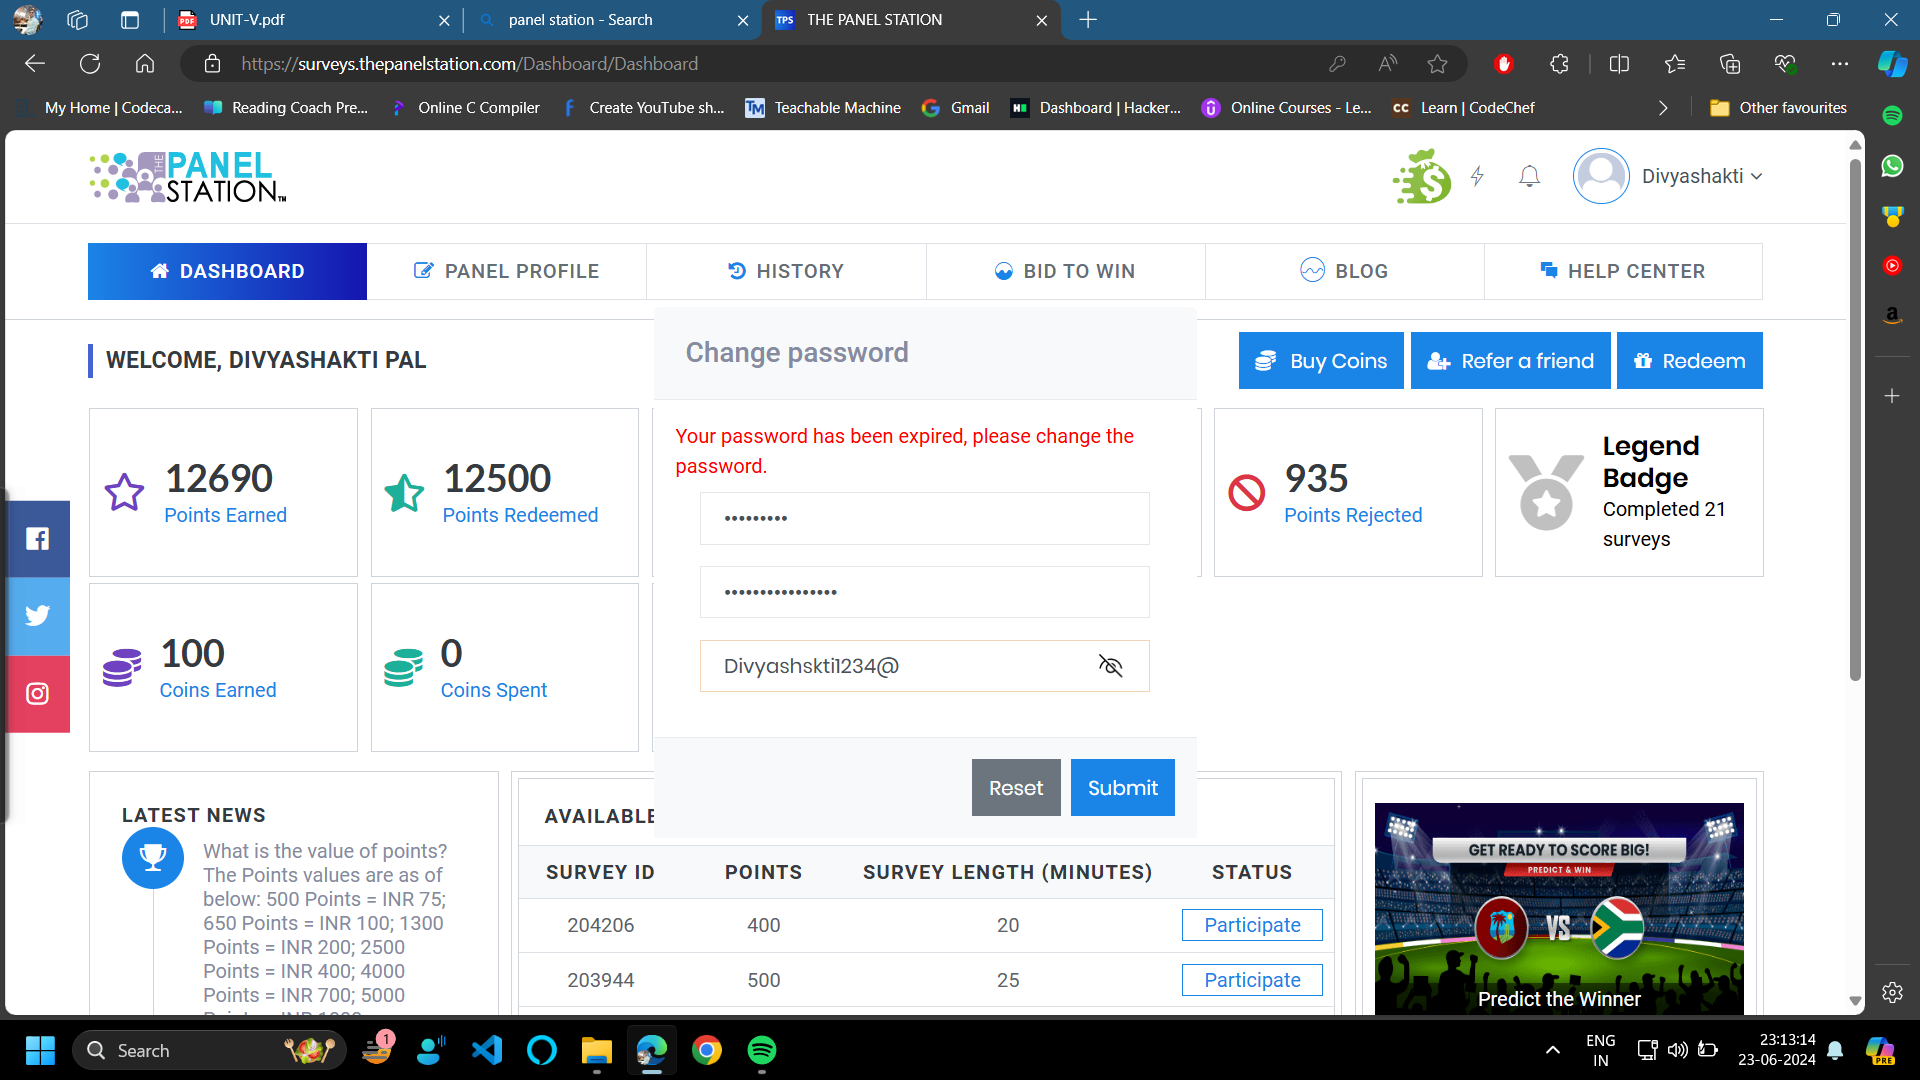 UNIT-V.pdf
panel station - Search
TPS
THE PANEL STATION
https://surveys.thepanelstation.com/Dashboard/Dashboard
My Home | Codeca...
Reading Coach Pre...
Online C Compiler
Create YouTube sh...
Teachable Machine
Gmail
Dashboard | Hacker...
Online Courses - Le...
Learn | CodeChef
Other favourites
THE PANEL STATION TM
Divyashakti
DASHBOARD
PANEL PROFILE
HISTORY
BID TO WIN
BLOG
HELP CENTER
WELCOME, DIVYASHAKTI PAL
Change password
Buy Coins
Refer a friend
Redeem
Your password has been expired, please change the
password.
12690
Points Earned
12500
Points Redeemed
935
Points Rejected
Legend
Badge
Completed 21
surveys
•••••••••
••••••••••••••••
Divyashskti1234@
100
Coins Earned
0
Coins Spent
Reset
Submit
LATEST NEWS
What is the value of points?
The Points values are as of
below: 500 Points = INR 75;
650 Points = INR 100; 1300
Points = INR 200; 2500
Points = INR 400; 4000
Points = INR 700; 5000
AVAILABLE
SURVEY ID
POINTS
SURVEY LENGTH (MINUTES)
STATUS
204206
400
20
Participate
203944
500
25
Participate
GET READY TO SCORE BIG!
PREDICT & WIN
VS
Predict the Winner
Search
1
ENG
IN
23:13:14
23-06-2024
PRE